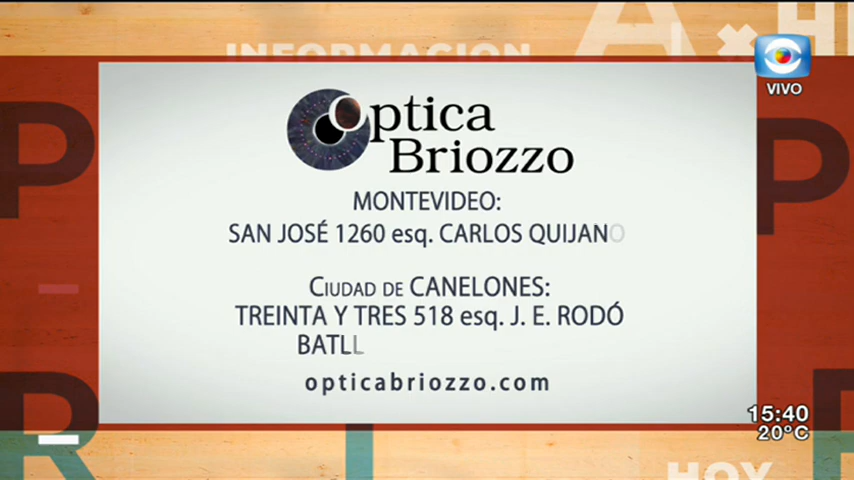 INFORMACION
VIVO
Optica
Briozzo
MONTEVIDEO:
SAN JOSÉ 1260 esq. CARLOS QUIJANO
CIUDAD DE CANELONES:
TREINTA Y TRES 518 esq. J. E. RODÓ
BATLL
opticabriozzo.com
15:40
20°C
HOY